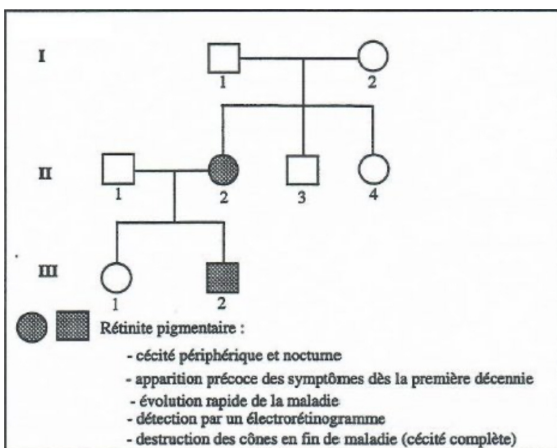 I
1
2
II
1
2
3
4
III
1
2
Rétinite pigmentaire :
- cécité périphérique et nocturne
- apparition précoce des symptômes dès la première décennie
- évolution rapide de la maladie
- détection par un électrorétinogramme
- destruction des cônes en fin de maladie (cécité complète)